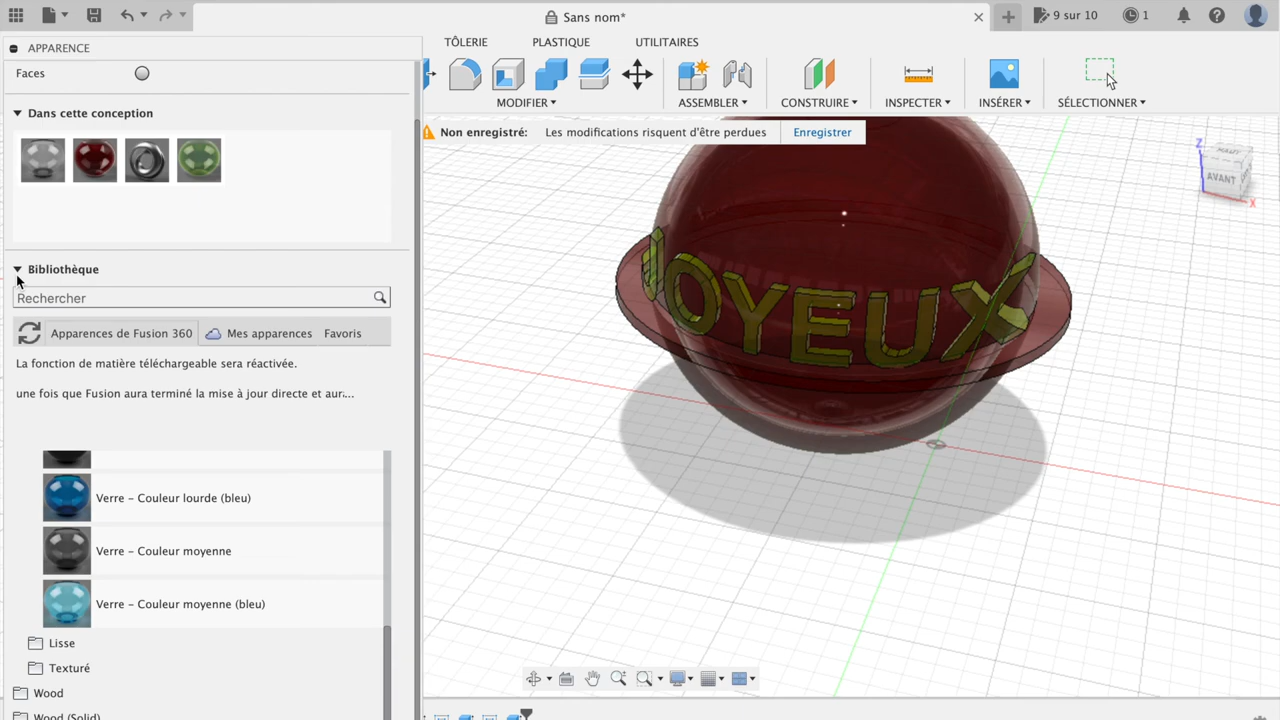 Sans nom*
9 sur 10
1
APPARENCE
TÔLERIE
PLASTIQUE
UTILITAIRES
Faces
MODIFIER
ASSEMBLER
CONSTRUIRE
INSPECTER
INSÉRER
SÉLECTIONNER
Dans cette conception
Non enregistré:
Les modifications risquent d'être perdues
Enregistrer
Z
HAUT
AVANT
X
JOYEUX
Bibliothèque
Rechercher
Apparences de Fusion 360
Mes apparences
Favoris
La fonction de matière téléchargeable sera réactivée.
une fois que Fusion aura terminé la mise à jour directe et aur...
Verre – Couleur lourde (bleu)
Verre – Couleur moyenne
Verre – Couleur moyenne (bleu)
Lisse
Texturé
Wood
Wood (Solid)